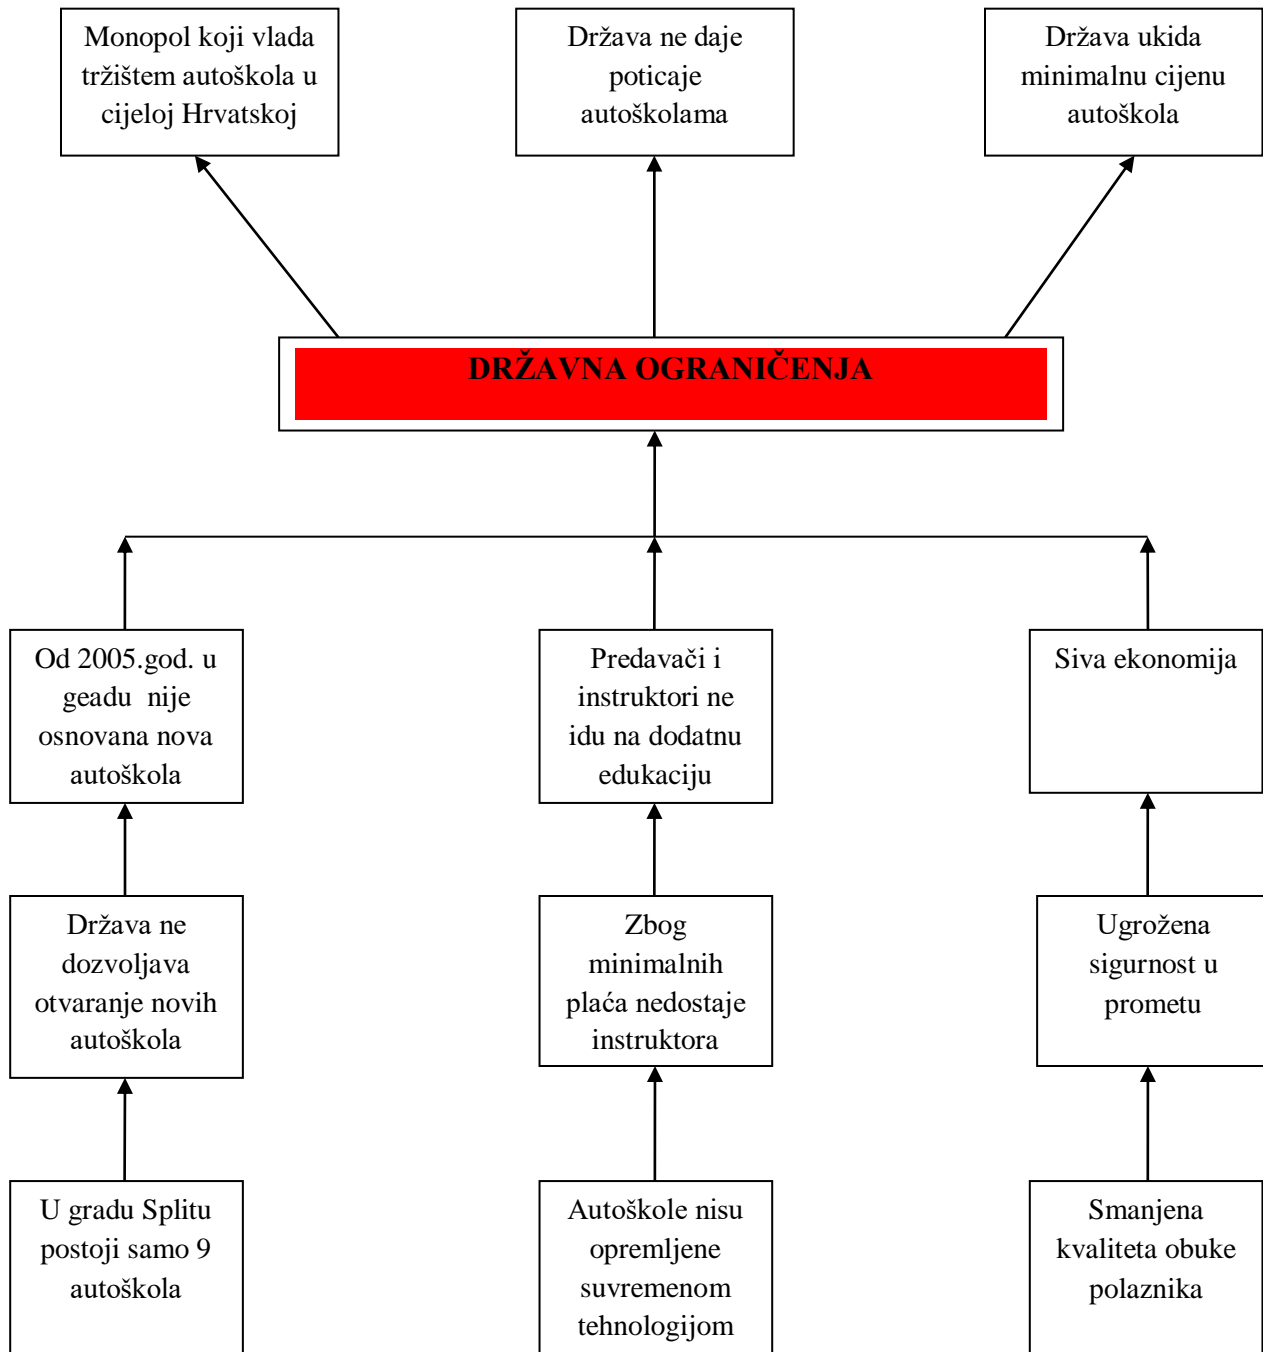 Monopol koji vlada
tržištem autoškola u
cijeloj Hrvatskoj
Država ne daje
poticaje
autoškolama
Država ukida
minimalnu cijenu
autoškola
DRŽAVNA OGRANIČENJA
Od 2005.god. u
geadu  nije
osnovana nova
autoškola
Predavači i
instruktori ne
idu na dodatnu
edukaciju
Siva ekonomija
Država ne
dozvoljava
otvaranje novih
autoškola
Zbog
minimalnih
plaća nedostaje
instruktora
Ugrožena
sigurnost u
prometu
U gradu Splitu
postoji samo 9
autoškola
Autoškole nisu
opremljene
suvremenom
tehnologijom
Smanjena
kvaliteta obuke
polaznika